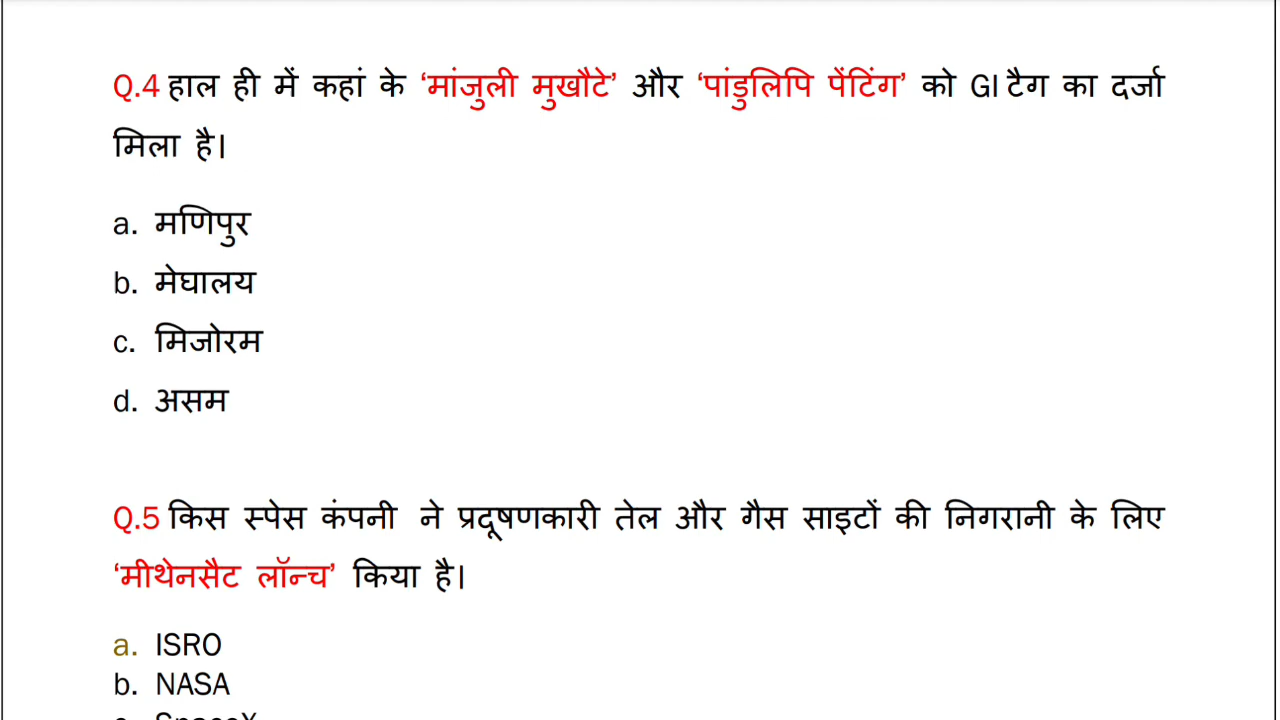 Q.4 हाल ही में कहां के ‘मांजुली मुखौटे’ और ‘पांडुलिपि पेंटिंग’ को GI टैग का दर्जा
मिला है।
a. मणिपुर
b. मेघालय
c. मिजोरम
d. असम
Q.5 किस स्पेस कंपनी ने प्रदूषणकारी तेल और गैस साइटों की निगरानी के लिए
‘मीथेनसैट लॉन्च’ किया है।
a. ISRO
b. NASA
c. SpaceX